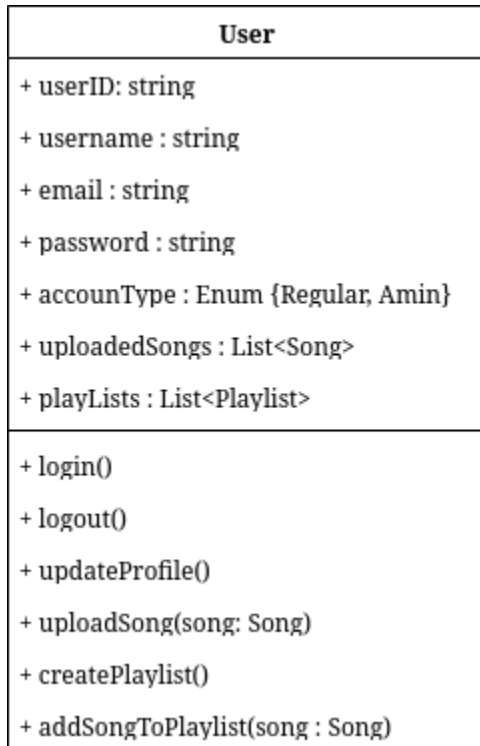 User
+ userID: string
+ username : string
+ email : string
+ password : string
+ accounType : Enum {Regular, Amin}
+ uploadedSongs : List<Song>
+ playLists : List<Playlist>
+ login()
+ logout()
+ updateProfile()
+ uploadSong(song: Song)
+ createPlaylist()
+ addSongToPlaylist(song : Song)